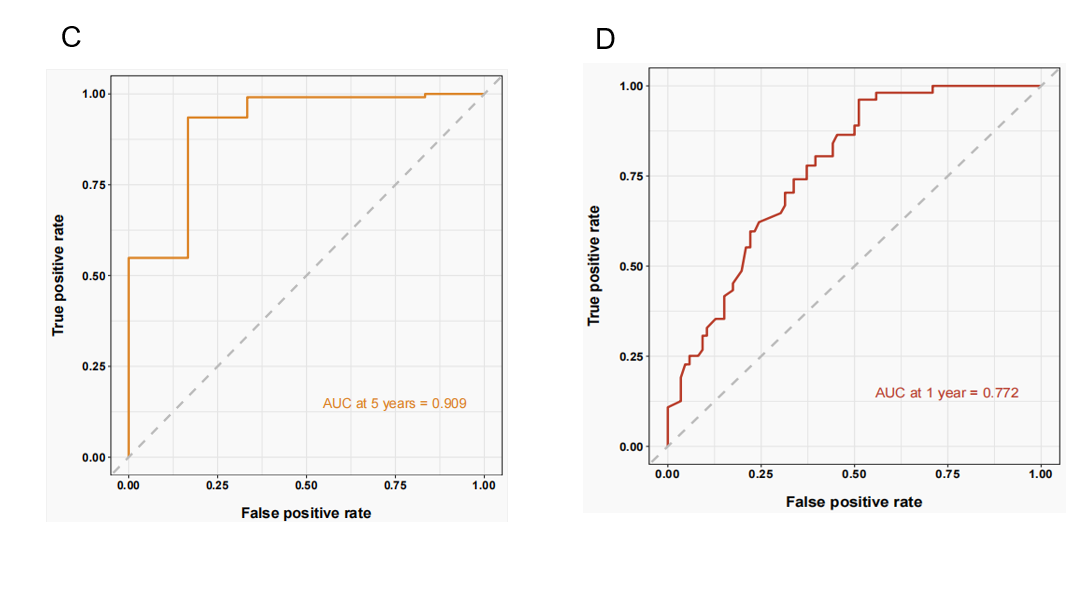 C
1.00
0.75
0.50
0.25
0.00
True positive rate
AUC at 5 years = 0.909
0.00 0.25 0.50 0.75 1.00
False positive rate
D
1.00
0.75
0.50
0.25
0.00
True positive rate
AUC at 1 year = 0.772
0.00 0.25 0.50 0.75 1.00
False positive rate